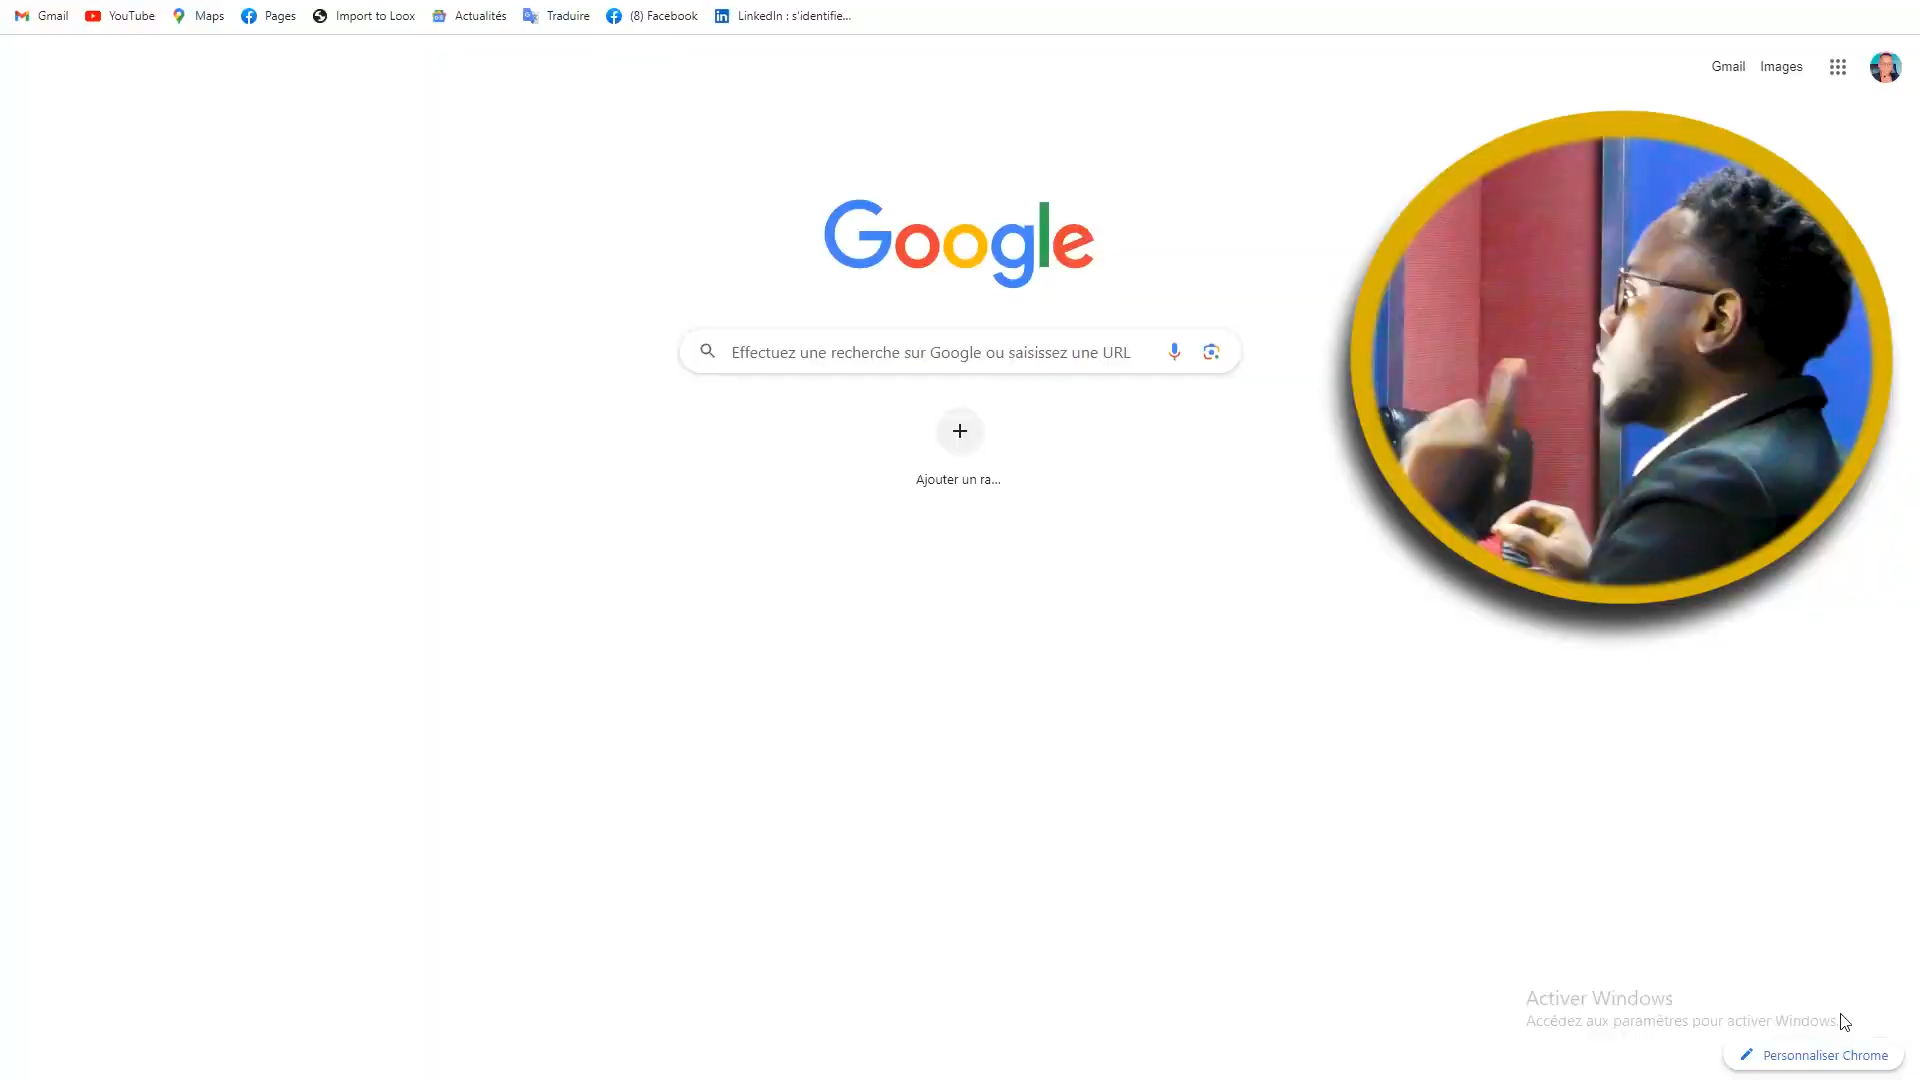 Gmail
YouTube
Maps
Pages
Import to Loox
Actualités
Traduire
(8) Facebook
LinkedIn : s'identifie...
Gmail
Images
Google
Effectuez une recherche sur Google ou saisissez une URL
Ajouter un ra...
Activer Windows
Accédez aux paramètres pour activer Windows.
Personnaliser Chrome